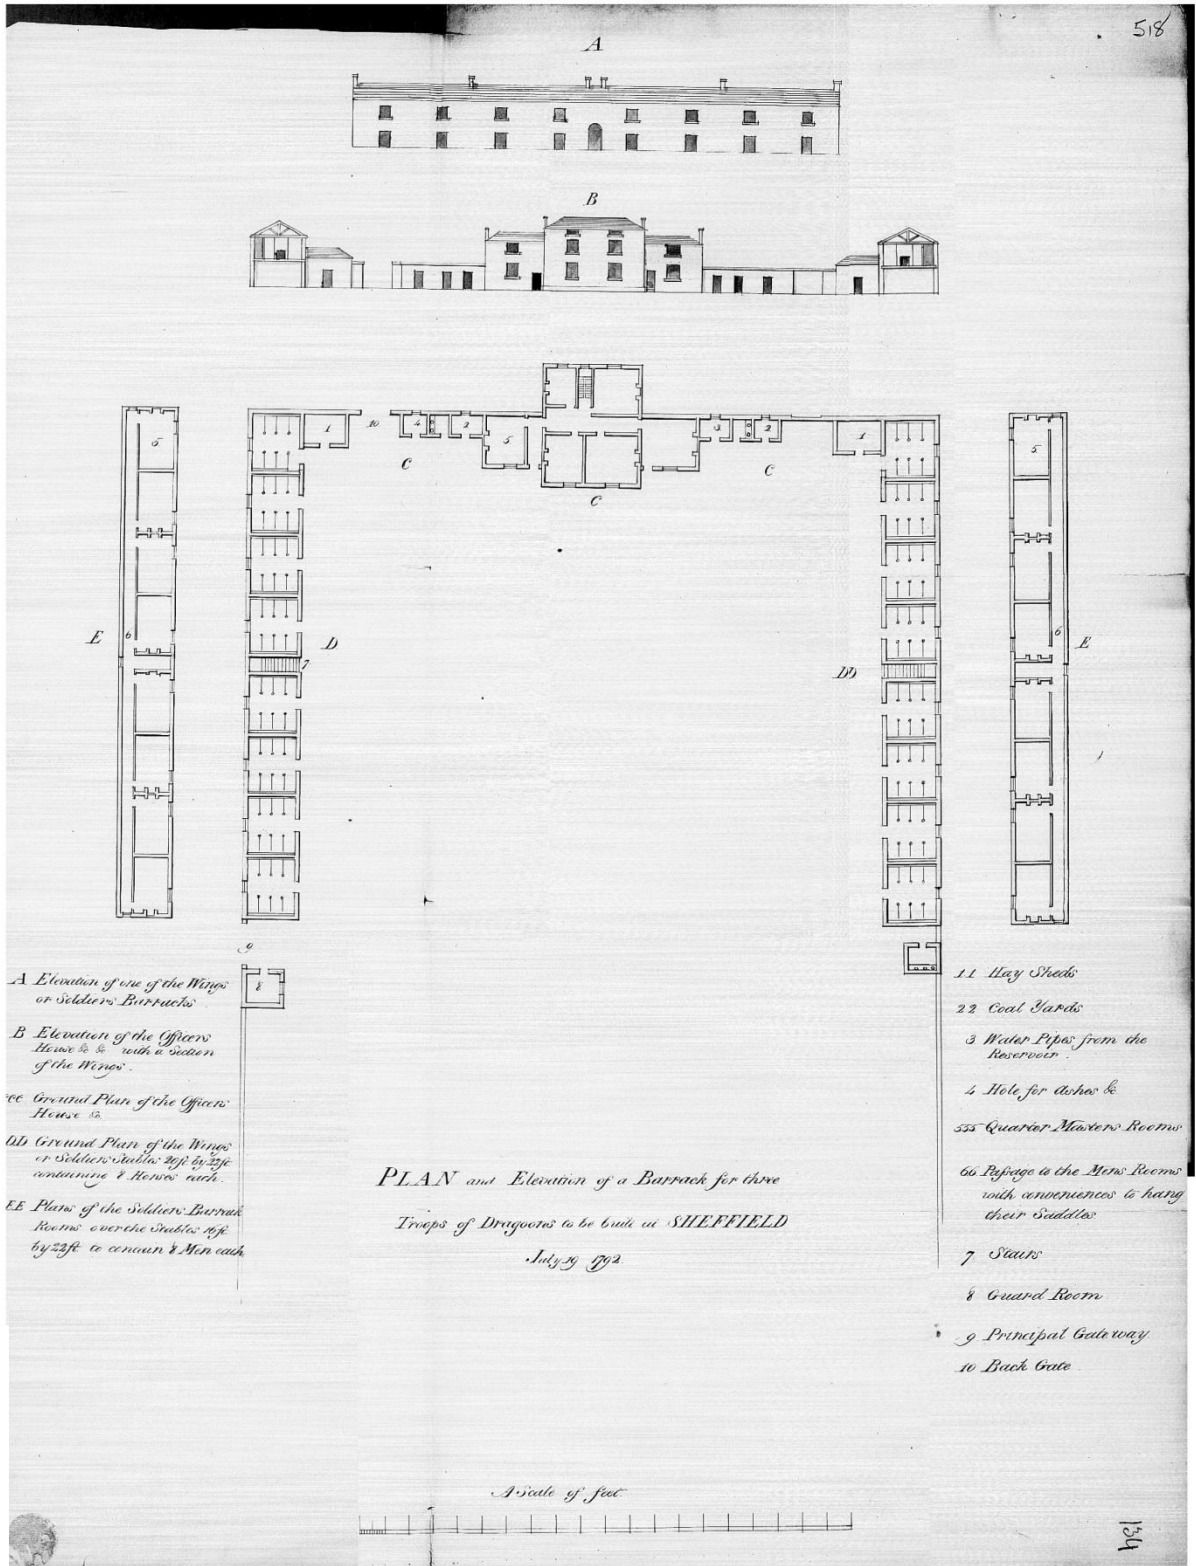 518
A
B
5
1
10
4
2
5
3
2
1
5
C
C
C
E
6
D
7
DD
6
E
9
8
A Elevation of one of the Wings
or Soldiers Barracks
B Elevation of the Officers
House &c &c with a Section
of the Wings.
CC Ground Plan of the Officers
House &c
DD Ground Plan of the Wings
or Soldiers Stables 26ft by 22ft
containing 8 Horses each.
EE Plans of the Soldiers Barrack
Rooms over the Stables 16ft
by 22ft to contain 8 Men each
11 Hay Sheds
22 Coal Yards
3 Water Pipes from the
Reservoir.
4 Hole for Ashes &c
555 Quarter Masters Rooms
66 Passage to the Mens Rooms
with conveniences to hang
their Saddles
7 Stairs
8 Guard Room
9 Principal Gateway
10 Back Gate
PLAN and Elevation of a Barrack for three
Troops of Dragoons to be built at SHEFFIELD
July 19 1792.
A Scale of feet.
134